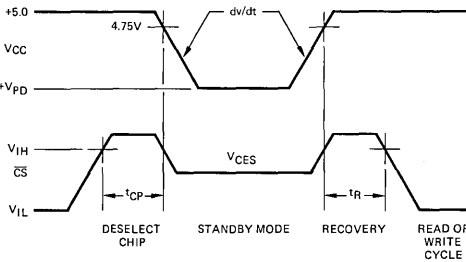 +5.0
4.75V
dv/dt
VCC
+VPD
VIH
CS
VCES
tCP
tR
VIL
DESELECT CHIP
STANDBY MODE
RECOVERY
READ OR WRITE CYCLE